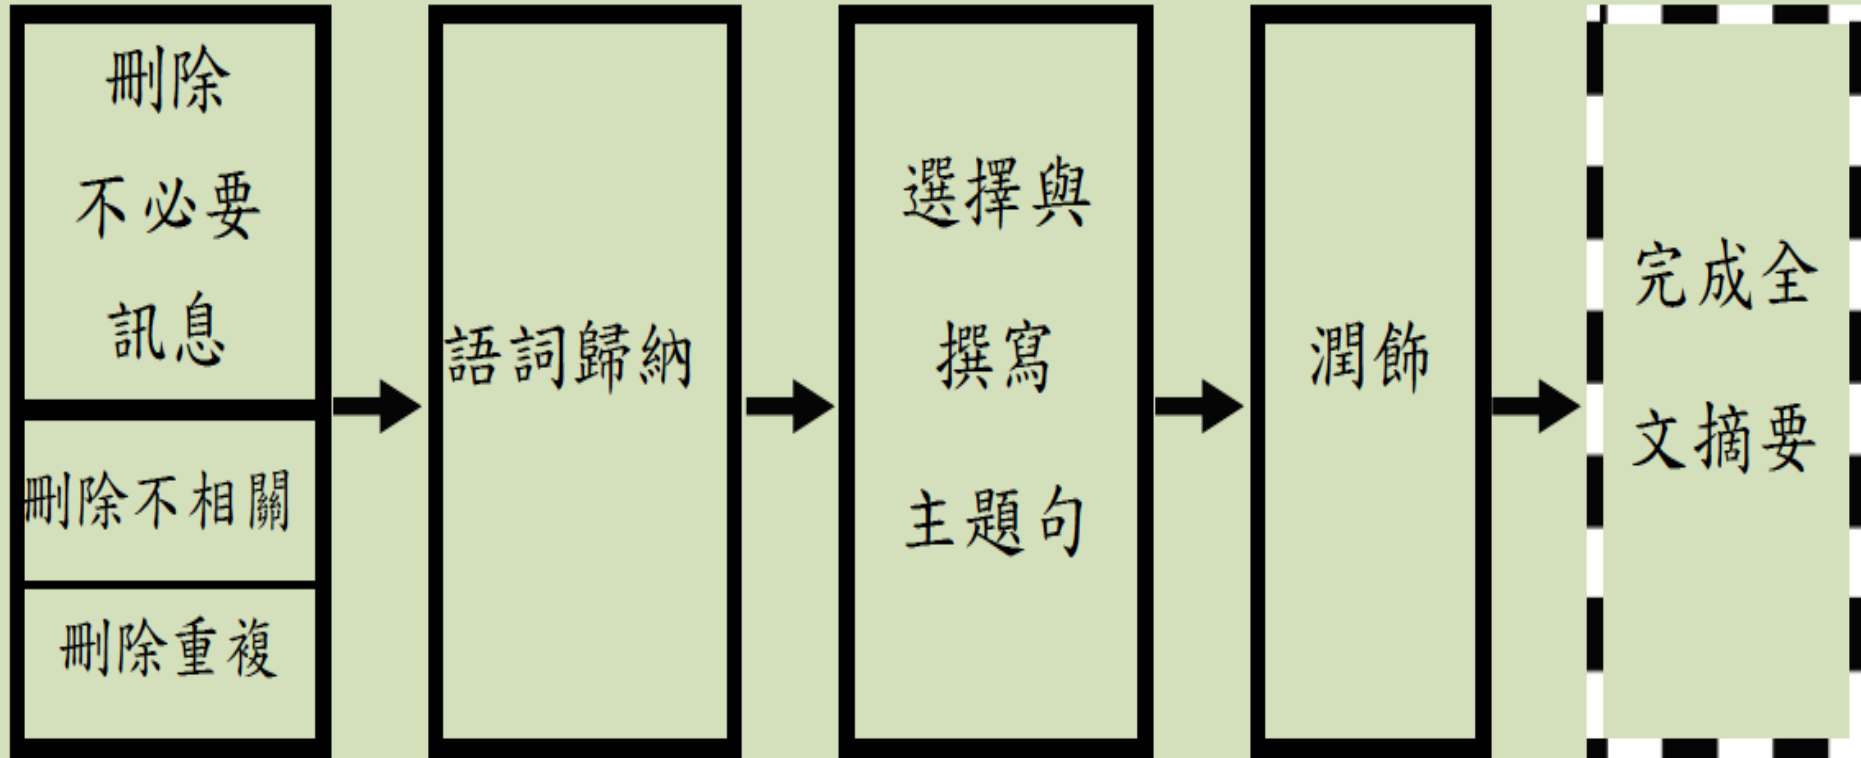 刪除
不必要
訊息
刪除不相關
刪除重複
語詞歸納
選擇與
撰寫
主題句
潤飾
完成全
文摘要